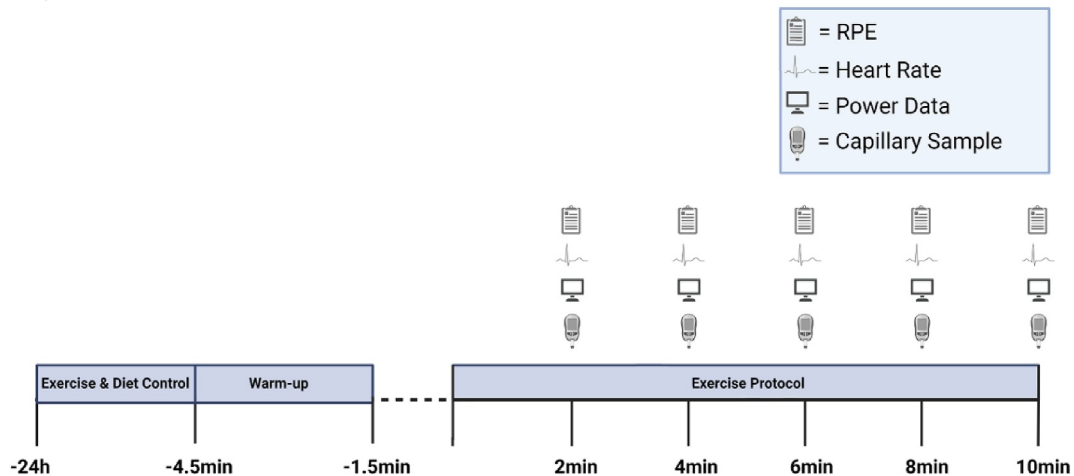 = RPE
= Heart Rate
= Power Data
= Capillary Sample
Exercise & Diet Control Warm-up Exercise Protocol
-24h -4.5min -1.5min 2min 4min 6min 8min 10min